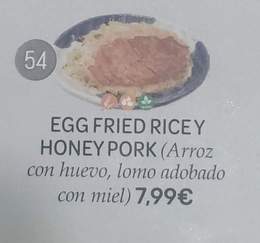 54
EGG FRIED RICE Y
HONEY PORK (Arroz
con huevo, lomo adobado
con miel) 7,99€